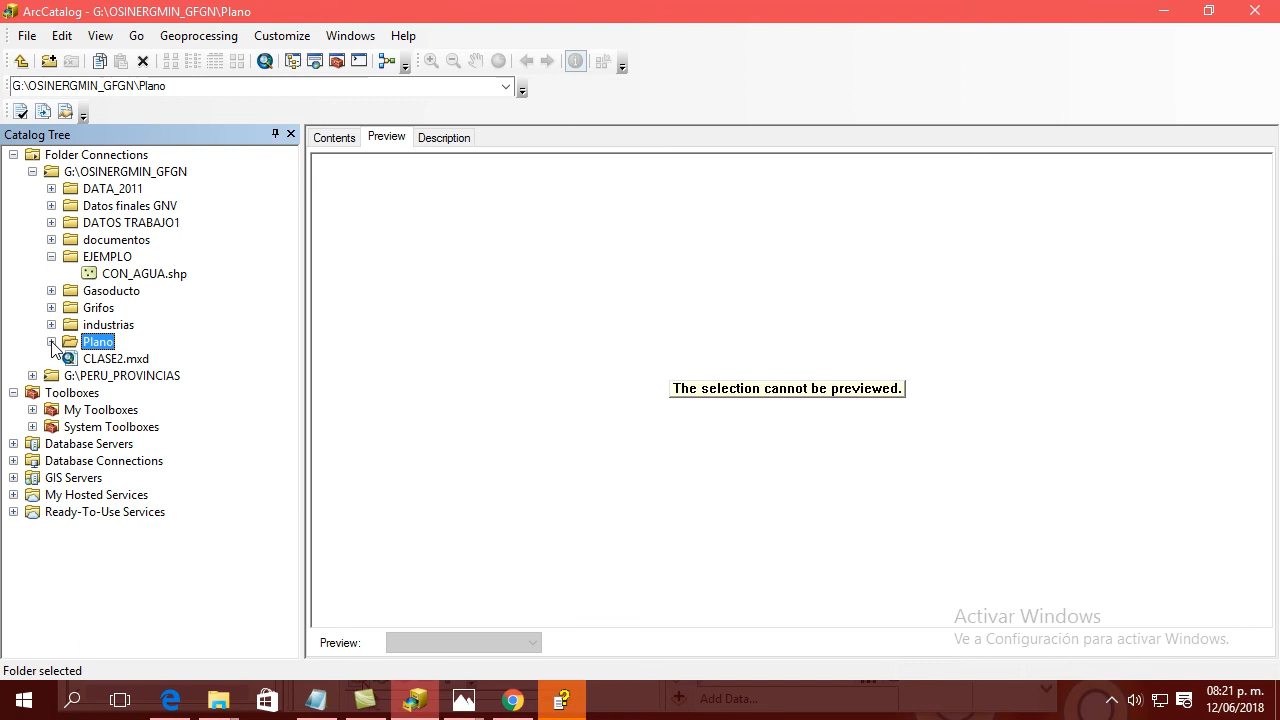 ArcCatalog - G:\OSINERGMIN_GFGN\Plano
File Edit View Go Geoprocessing Customize Windows Help
G:\OSINERGMIN_GFGN\Plano
Catalog Tree
Contents Preview Description
Folder Connections
G:\OSINERGMIN_GFGN
DATA_2011
Datos finales GNV
DATOS TRABAJO1
documentos
EJEMPLO
CON_AGUA.shp
Gasoducto
Grifos
industrias
Plano
CLASE2.mxd
G:\PERU_PROVINCIAS
Toolboxes
My Toolboxes
System Toolboxes
Database Servers
Database Connections
GIS Servers
My Hosted Services
Ready-To-Use Services
The selection cannot be previewed.
Activar Windows
Ve a Configuración para activar Windows.
Preview:
Folder selected
Add Data...
08:21 p. m.
12/06/2018